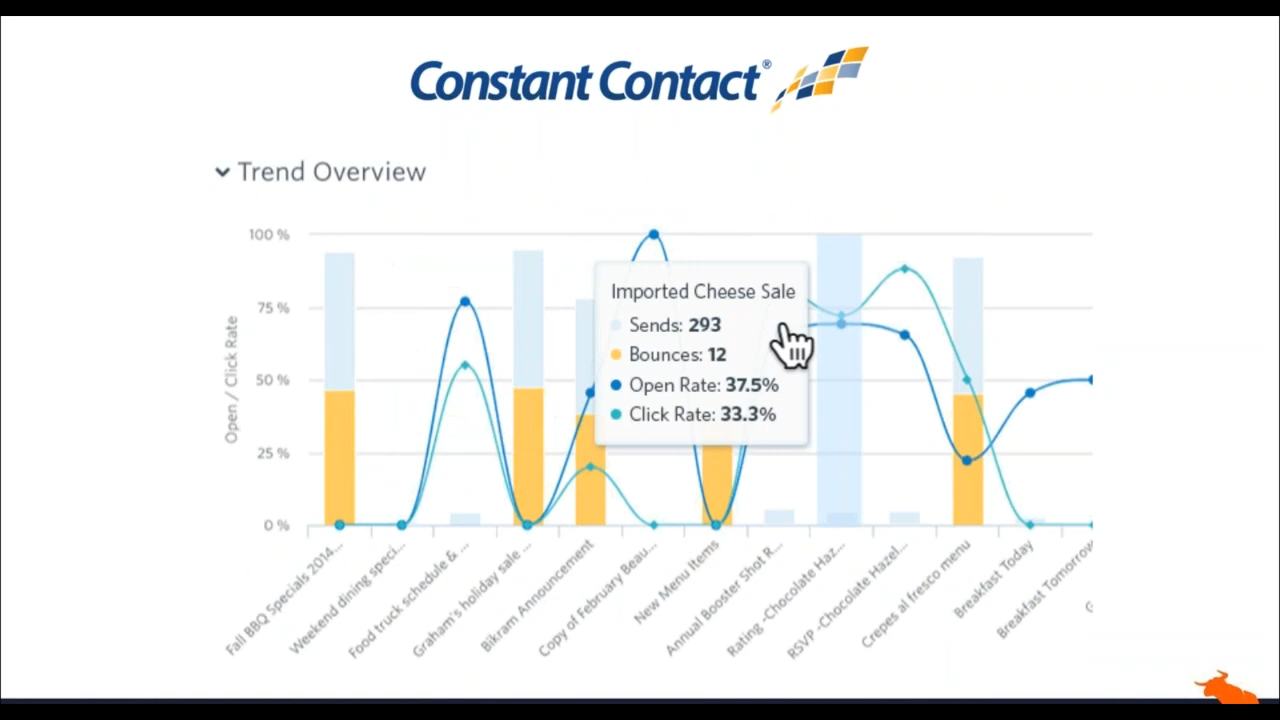 Constant Contact®
Trend Overview
100 %
75 %
50 %
25 %
0 %
Open / Click Rate
Imported Cheese Sale
Sends: 293
Bounces: 12
Open Rate: 37.5%
Click Rate: 33.3%
Fall BBQ Specials 2014...
Weekend dining speci...
Food truck schedule & ...
Graham's holiday sale ...
Bikram Announcement
Copy of February Beau...
New Menu Items
Annual Booster Shot R...
Rating -Chocolate Haz...
RSVP -Chocolate Hazel...
Crepes al fresco menu
Breakfast Today
Breakfast Tomorrow